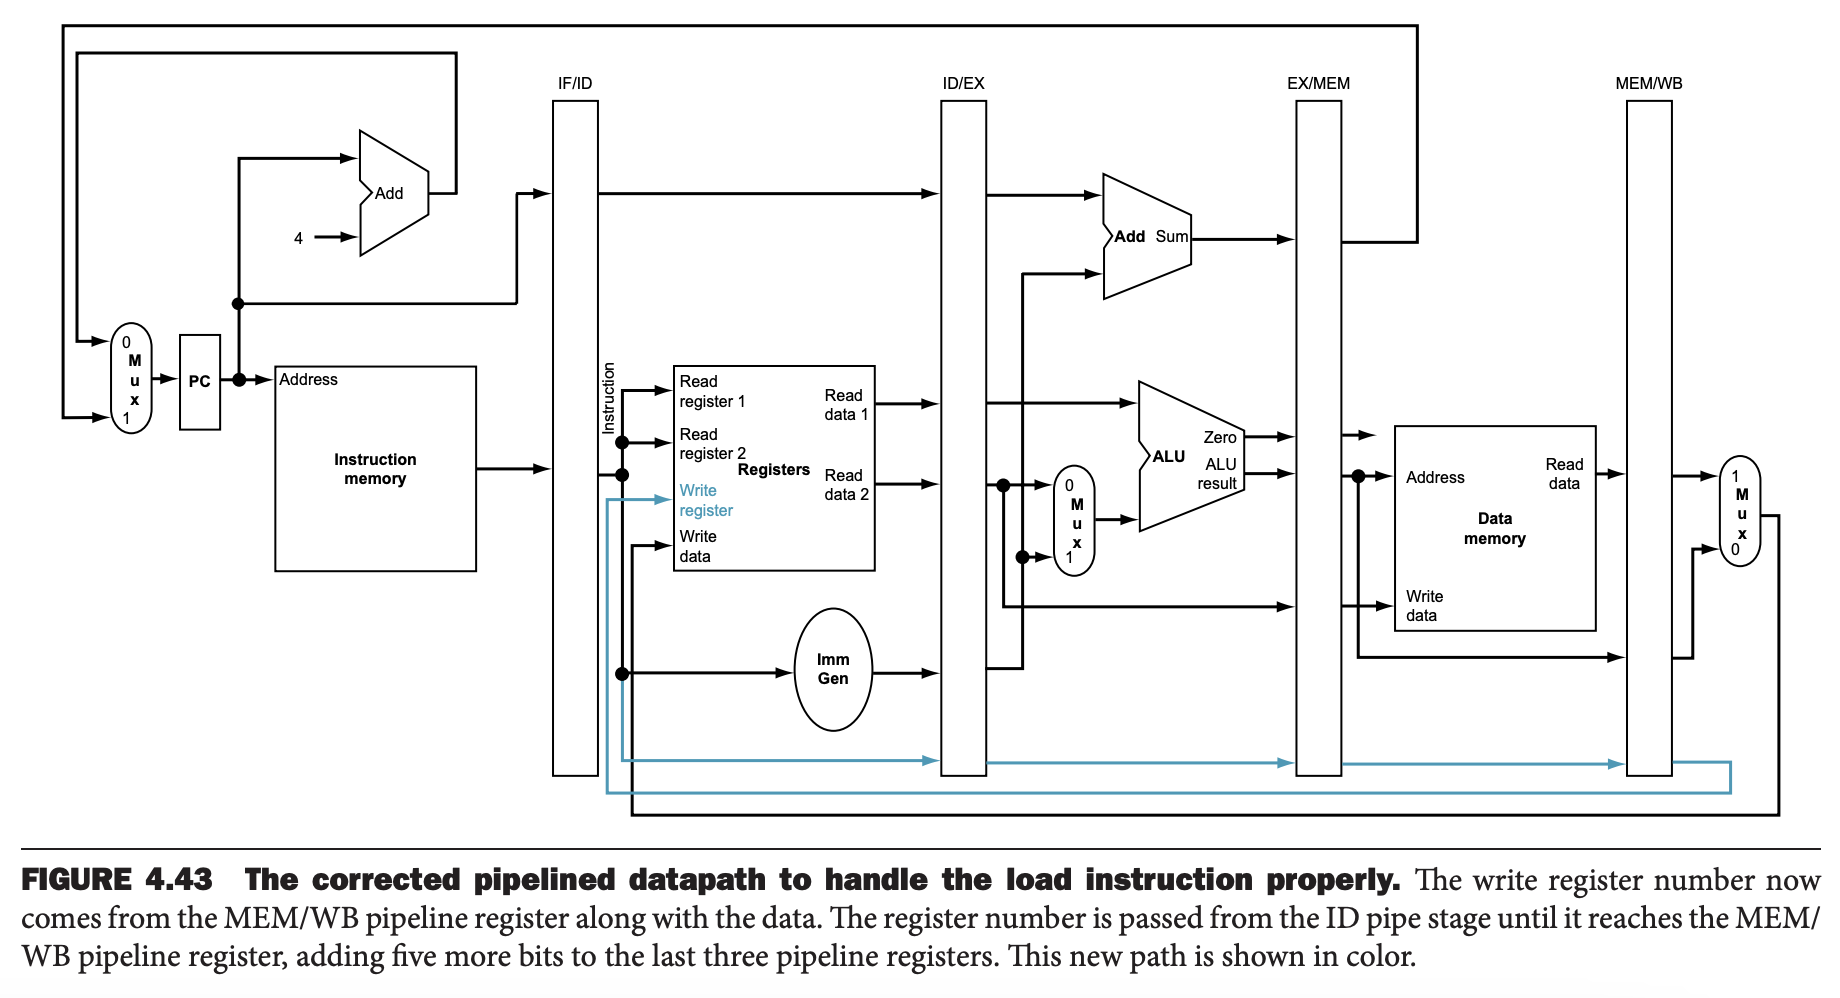 IF/ID
ID/EX
EX/MEM
MEM/WB
Add
4
Add Sum
0
M
u
x
1
PC
Address
Instruction
memory
Instruction
Read
register 1
Read
register 2
Write
register
Write
data
Registers
Read
data 1
Read
data 2
Imm
Gen
0
M
u
x
1
ALU
Zero
ALU
result
Address
Write
data
Data
memory
Read
data
1
M
u
x
0
FIGURE 4.43 The corrected pipelined datapath to handle the load instruction properly. The write register number now
comes from the MEM/WB pipeline register along with the data. The register number is passed from the ID pipe stage until it reaches the MEM/
WB pipeline register, adding five more bits to the last three pipeline registers. This new path is shown in color.